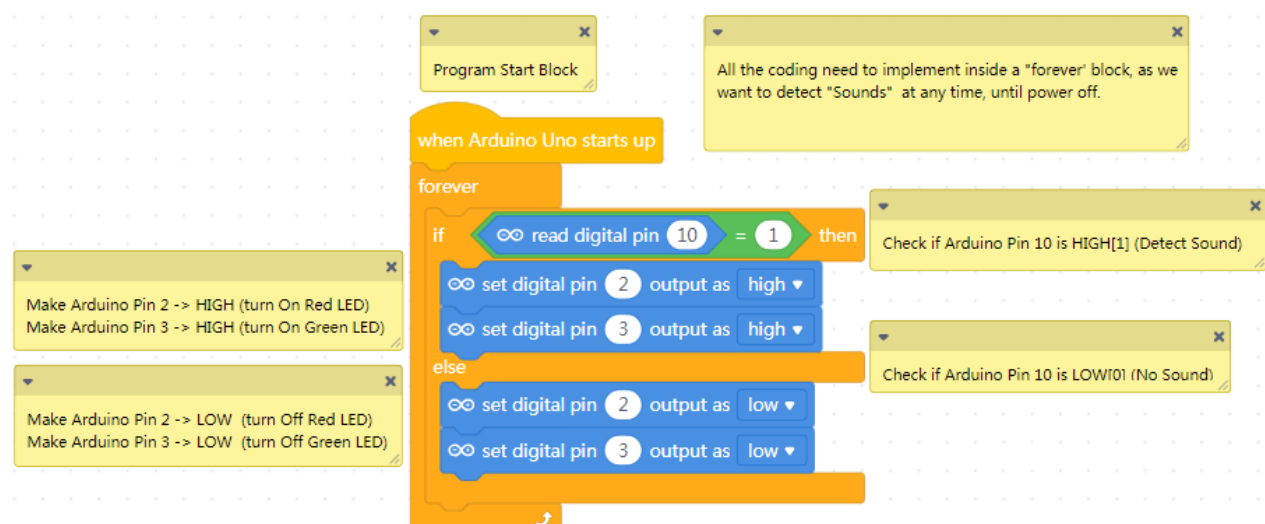 Program Start Block
All the coding need to implement inside a "forever' block, as we
want to detect "Sounds" at any time, until power off.
when Arduino Uno starts up
forever
if read digital pin 10 = 1 then
Check if Arduino Pin 10 is HIGH[1] (Detect Sound)
Make Arduino Pin 2 -> HIGH (turn On Red LED)
Make Arduino Pin 3 -> HIGH (turn On Green LED)
set digital pin 2 output as high
set digital pin 3 output as high
else
Check if Arduino Pin 10 is LOW[0] (No Sound)
Make Arduino Pin 2 -> LOW (turn Off Red LED)
Make Arduino Pin 3 -> LOW (turn Off Green LED)
set digital pin 2 output as low
set digital pin 3 output as low